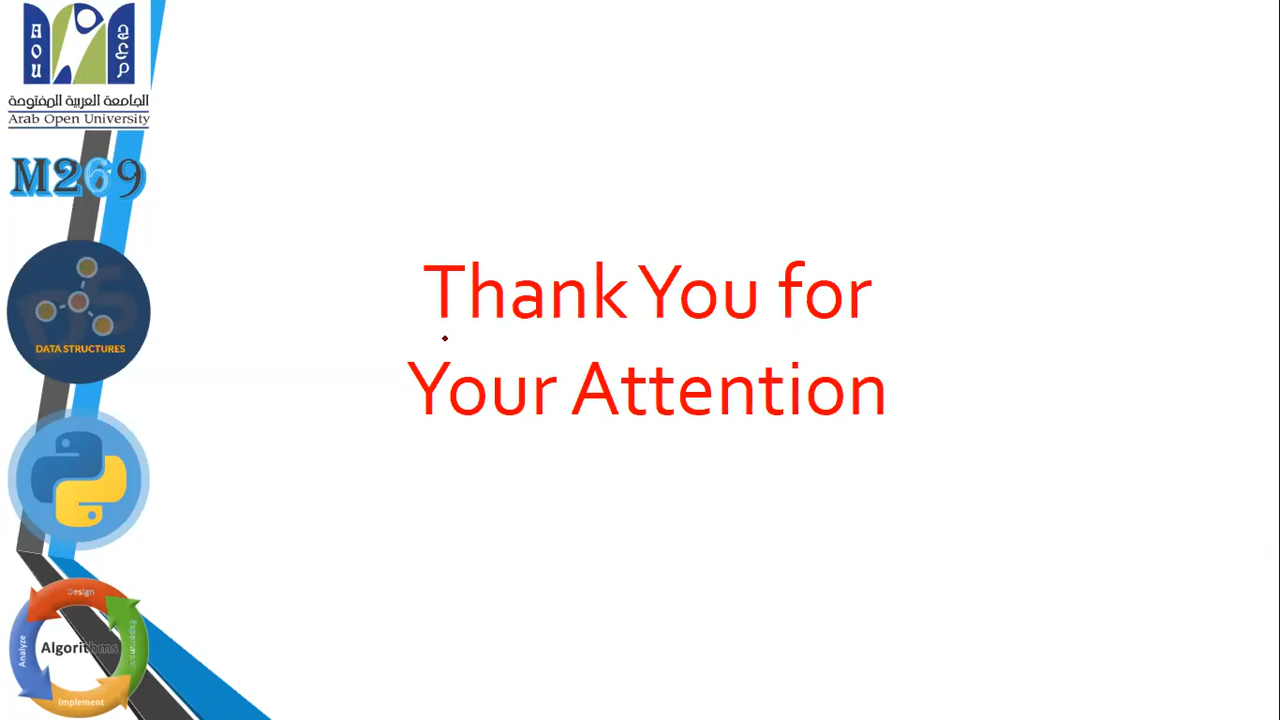 AOU
ج ع م
الجامعة العربية المفتوحة
Arab Open University
M269
DATA STRUCTURES
Thank You for
Your Attention
Design
Experiment
Analyze
Algorithms
Implement